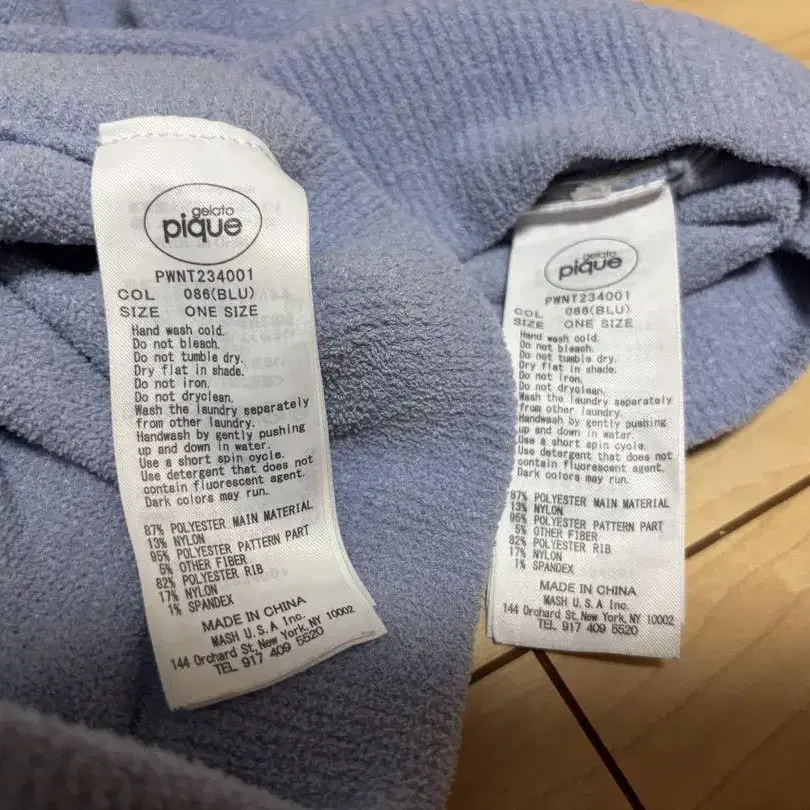 gelato
pique
PWNT234001
COL 086(BLU)
SIZE ONE SIZE
Hand wash cold.
Do not bleach.
Do not tumble dry.
Dry flat in shade.
Do not iron.
Do not dryclean.
Wash the laundry separately
from other laundry.
Handwash by gently pushing
up and down in water.
Use a short spin cycle.
Use detergent that does not
contain fluorescent agent.
Dark colors may run.
87% POLYESTER MAIN MATERIAL
13% NYLON
95% POLYESTER PATTERN PART
5% OTHER FIBER
82% POLYESTER RIB
17% NYLON
1% SPANDEX
MADE IN CHINA
MASH U.S.A Inc.
144 Orchard St, New York, NY 10002
TEL 917 409 5520
gelato
pique
PWNT234001
COL 086(BLU)
SIZE ONE SIZE
Hand wash cold.
Do not bleach.
Do not tumble dry.
Dry flat in shade.
Do not iron.
Do not dryclean.
Wash the laundry separately
from other laundry.
Handwash by gently pushing
up and down in water.
Use a short spin cycle.
Use detergent that does not
contain fluorescent agent.
Dark colors may run.
87% POLYESTER MAIN MATERIAL
13% NYLON
95% POLYESTER PATTERN PART
5% OTHER FIBER
82% POLYESTER RIB
17% NYLON
1% SPANDEX
MADE IN CHINA
MASH U.S.A Inc.
144 Orchard St, New York, NY 10002
TEL 917 409 5520